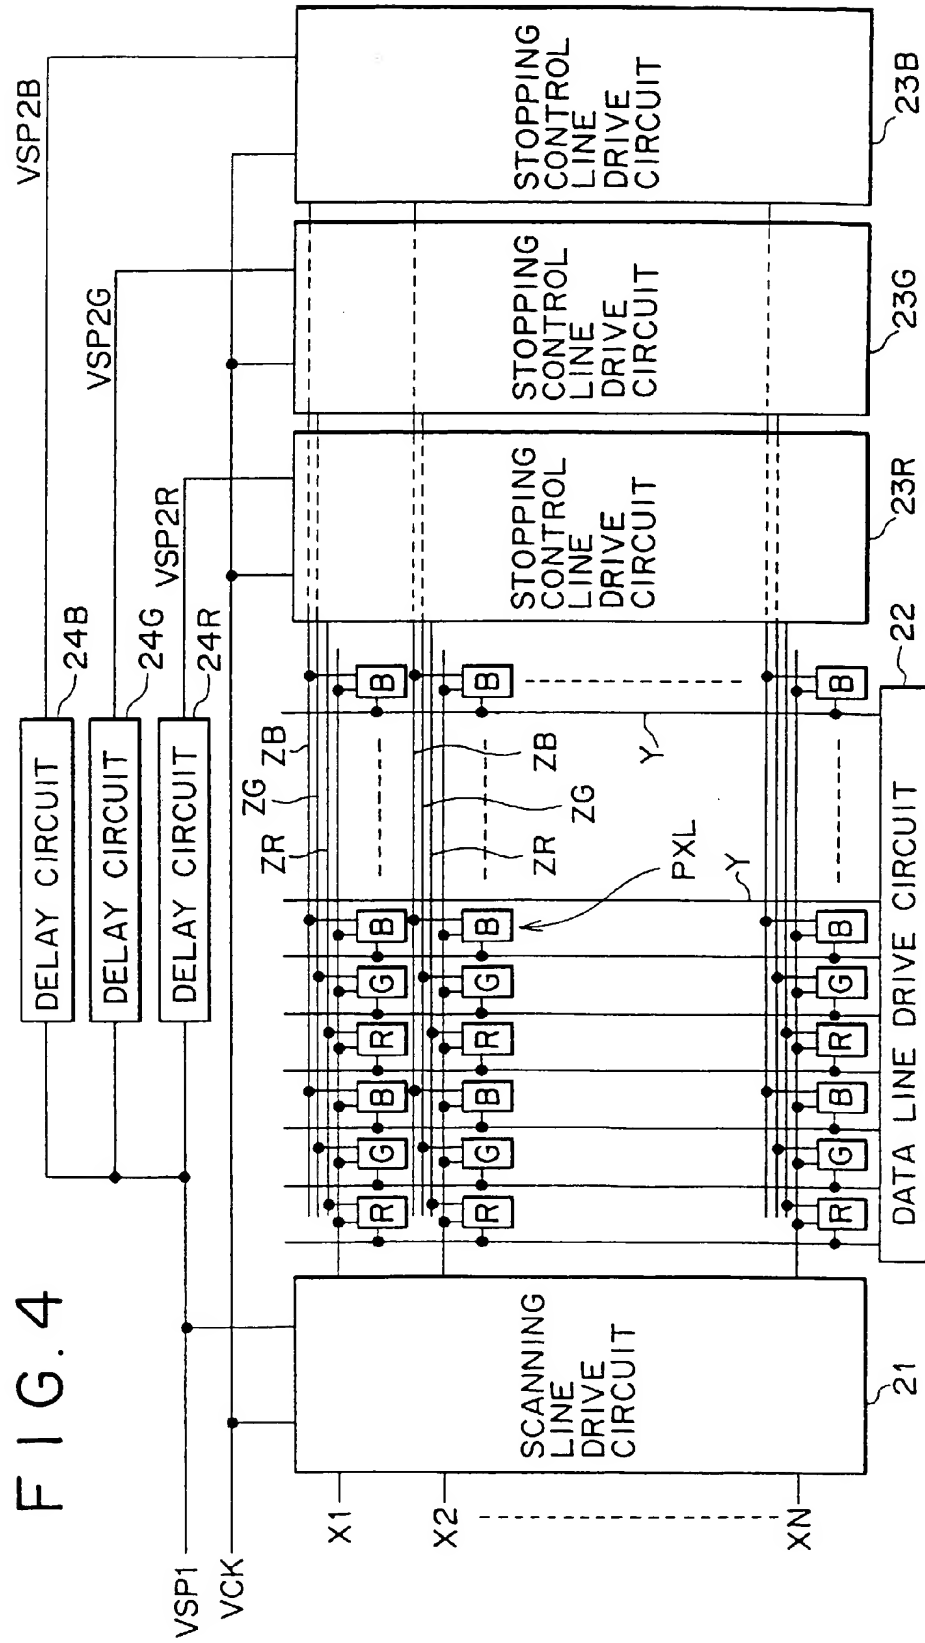 FIG. 4
VSP1
VCK
DELAY CIRCUIT
24B
VSP2B
DELAY CIRCUIT
24G
VSP2G
DELAY CIRCUIT
24R
VSP2R
X1
X2
XN
SCANNING
LINE
DRIVE
CIRCUIT
21
ZR
ZG
ZB
R G B R G B B
ZR
ZG
ZB
R G B R G B B
PXL
Y
Y
R G B R G B B
DATA LINE DRIVE CIRCUIT
22
STOPPING
CONTROL
LINE
DRIVE
CIRCUIT
23R
STOPPING
CONTROL
LINE
DRIVE
CIRCUIT
23G
STOPPING
CONTROL
LINE
DRIVE
CIRCUIT
23B